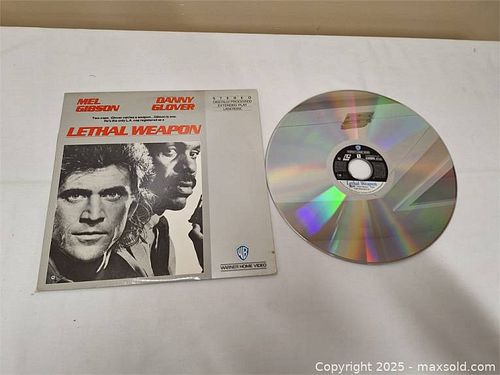 MEL
GIBSON
DANNY
GLOVER
STEREO
DIGITALLY PROCESSED
EXTENDED PLAY
LASERDISC
Two cops. Glover carries a weapon...Gibson is one.
He's the only L.A. cop registered as a
LETHAL WEAPON
WB
WARNER HOME VIDEO
Lethal Weapon
Copyright © 2025 - maxsold.com